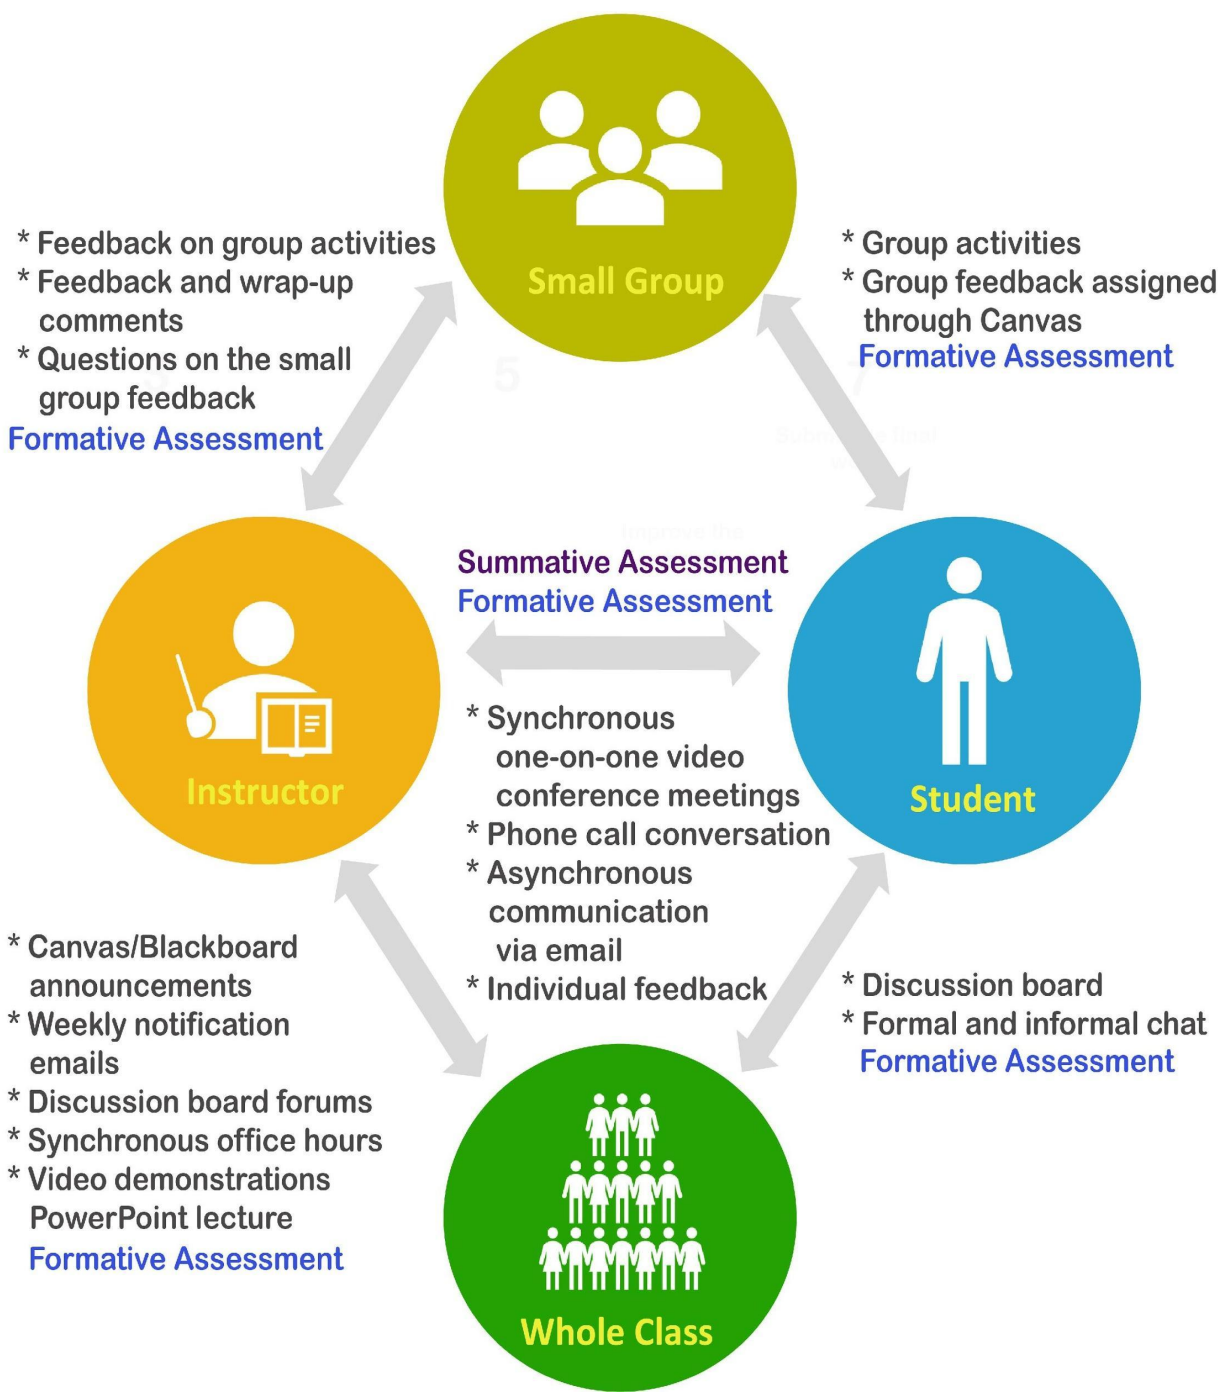 Small Group
* Feedback on group activities
* Feedback and wrap-up
comments
* Questions on the small
group feedback
Formative Assessment
* Group activities
* Group feedback assigned
through Canvas
Formative Assessment
5
7
Summative Assessment
Formative Assessment
Instructor
Student
* Synchronous
one-on-one video
conference meetings
* Phone call conversation
* Asynchronous
communication
via email
* Individual feedback
* Canvas/Blackboard
announcements
* Weekly notification
emails
* Discussion board forums
* Synchronous office hours
* Video demonstrations
PowerPoint lecture
Formative Assessment
* Discussion board
* Formal and informal chat
Formative Assessment
Whole Class